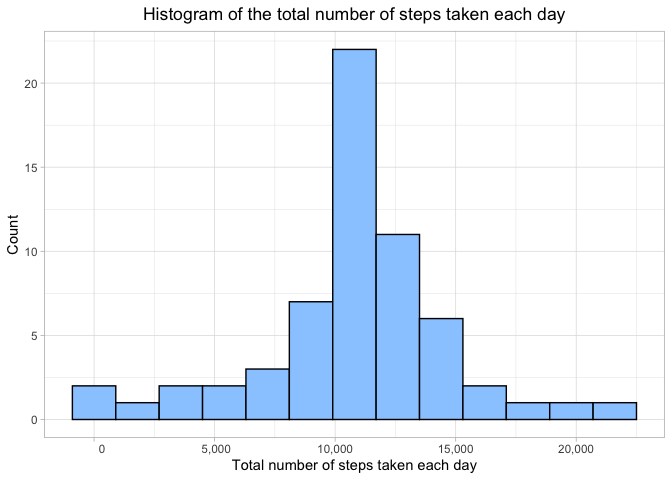 Histogram of the total number of steps taken each day
Count
20
15
10
5
0
0 5,000 10,000 15,000 20,000
Total number of steps taken each day